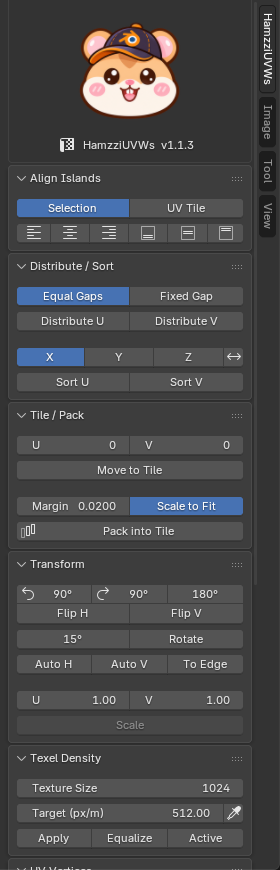 HamzziUVWs
Image
Tool
View
HamzziUVWs v1.1.3
Align Islands
Selection UV Tile
Distribute / Sort
Equal Gaps Fixed Gap
Distribute U Distribute V
X Y Z
Sort U Sort V
Tile / Pack
U 0 V 0
Move to Tile
Margin 0.0200 Scale to Fit
Pack into Tile
Transform
90° 90° 180°
Flip H Flip V
15° Rotate
Auto H Auto V To Edge
U 1.00 V 1.00
Scale
Texel Density
Texture Size 1024
Target (px/m) 512.00
Apply Equalize Active
UV Vertices